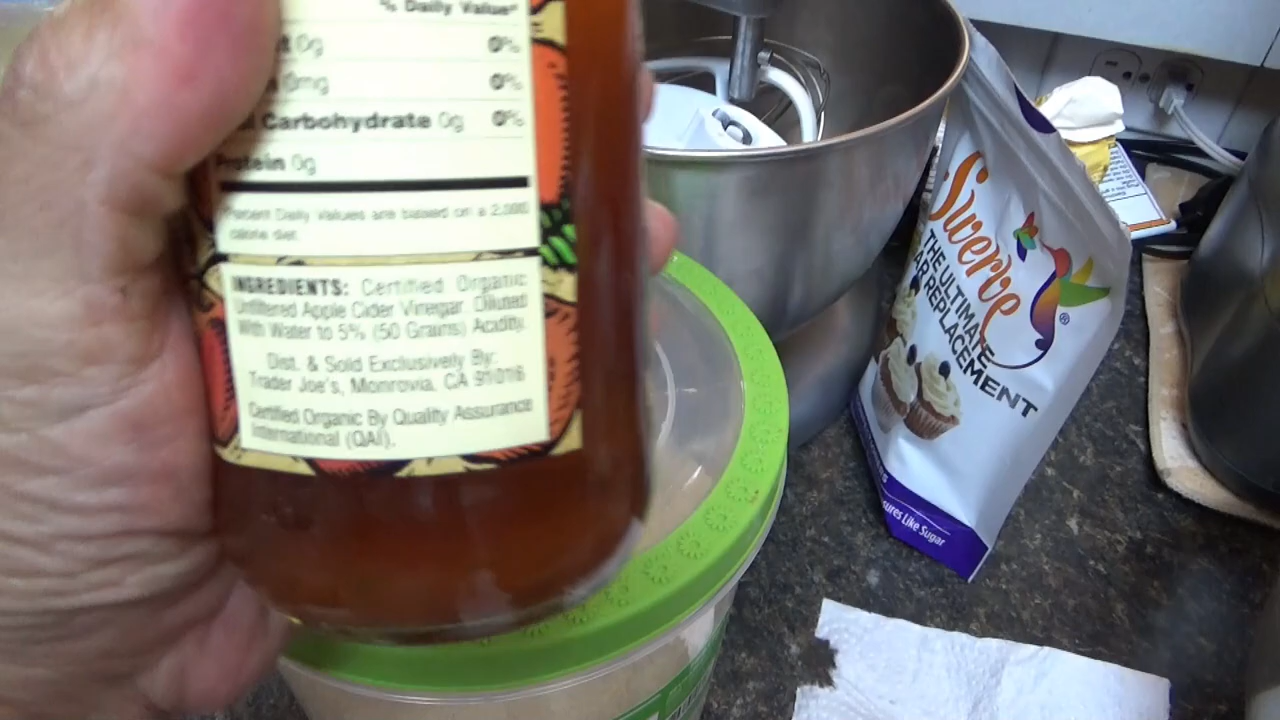 % Daily Value*
0g 0%
0mg 0%
Carbohydrate 0g 0%
Protein 0g
Percent Daily Values are based on a 2,000
calorie diet.
INGREDIENTS: Certified Organic
Unfiltered Apple Cider Vinegar. Diluted
With Water to 5% (50 Grains) Acidity.
Dist. & Sold Exclusively By:
Trader Joe's, Monrovia, CA 91016
Certified Organic By Quality Assurance
International (QAI).
Swerve
®
THE ULTIMATE
REPLACEMENT
Like Sugar